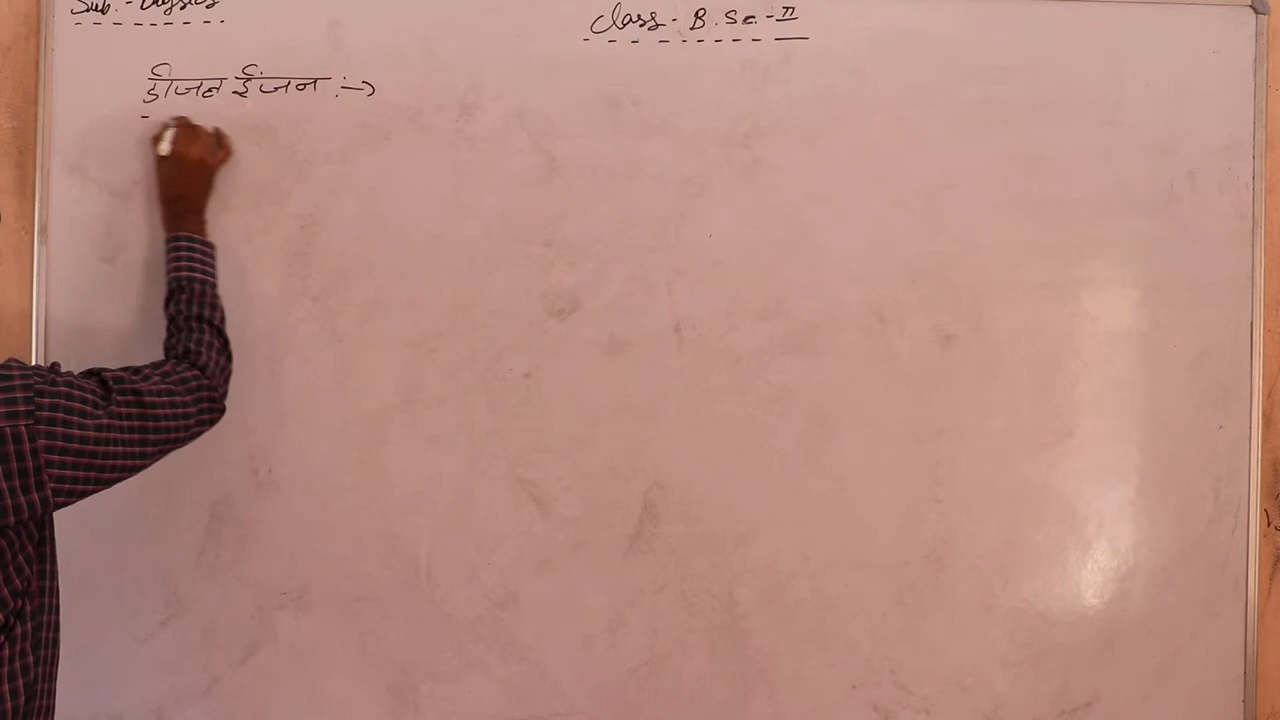 Sub. - Physics
Class - B. Sc. - II
डीजल ईंजन :→